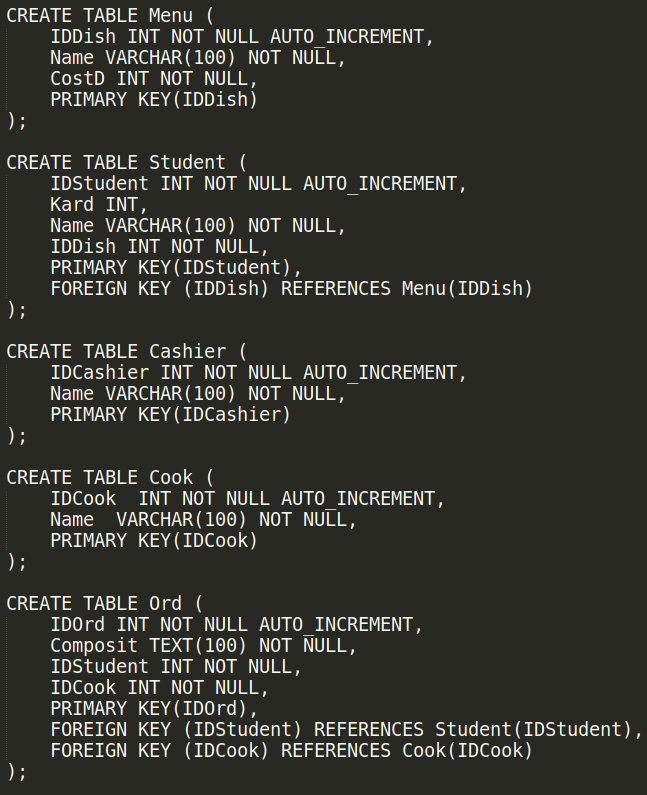 CREATE TABLE Menu (
    IDDish INT NOT NULL AUTO_INCREMENT,
    Name VARCHAR(100) NOT NULL,
    CostD INT NOT NULL,
    PRIMARY KEY(IDDish)
);

CREATE TABLE Student (
    IDStudent INT NOT NULL AUTO_INCREMENT,
    Kard INT,
    Name VARCHAR(100) NOT NULL,
    IDDish INT NOT NULL,
    PRIMARY KEY(IDStudent),
    FOREIGN KEY (IDDish) REFERENCES Menu(IDDish)
);

CREATE TABLE Cashier (
    IDCashier INT NOT NULL AUTO_INCREMENT,
    Name VARCHAR(100) NOT NULL,
    PRIMARY KEY(IDCashier)
);

CREATE TABLE Cook (
    IDCook  INT NOT NULL AUTO_INCREMENT,
    Name  VARCHAR(100) NOT NULL,
    PRIMARY KEY(IDCook)
);

CREATE TABLE Ord (
    IDOrd INT NOT NULL AUTO_INCREMENT,
    Composit TEXT(100) NOT NULL,
    IDStudent INT NOT NULL,
    IDCook INT NOT NULL,
    PRIMARY KEY(IDOrd),
    FOREIGN KEY (IDStudent) REFERENCES Student(IDStudent),
    FOREIGN KEY (IDCook) REFERENCES Cook(IDCook)
);